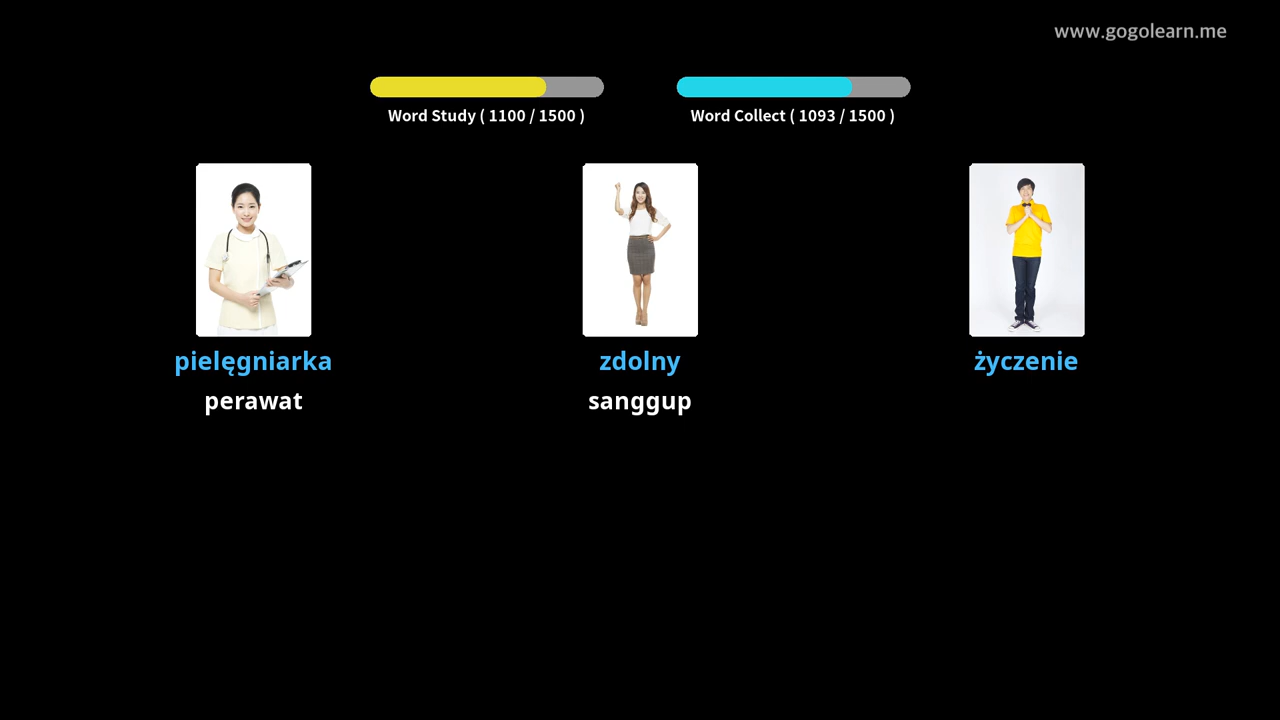 www.gogolearn.me
Word Study ( 1100 / 1500 )
Word Collect ( 1093 / 1500 )
pielęgniarka
zdolny
życzenie
perawat
sanggup